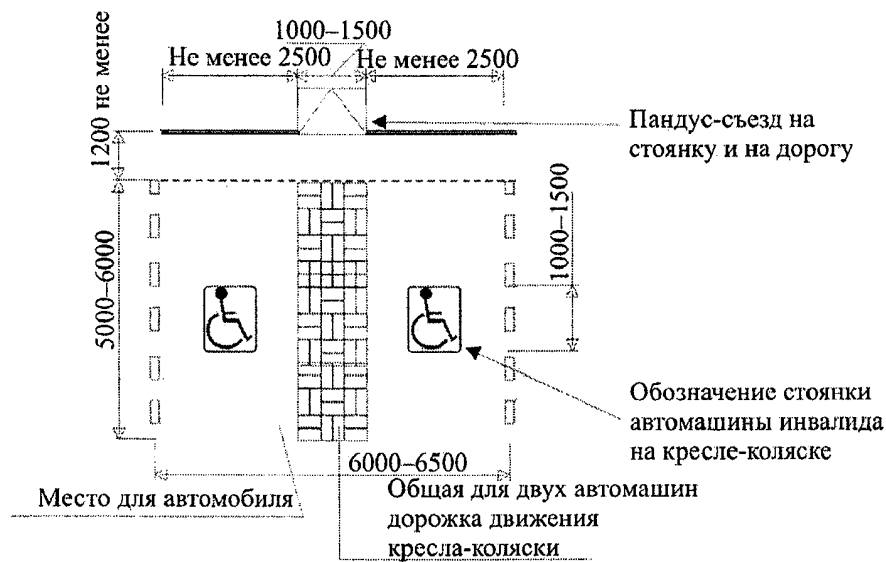 1000–1500
Не менее 2500
Не менее 2500
1200 не менее
Пандус-съезд на
стоянку и на дорогу
1000–1500
5000–6000
Обозначение стоянки
автомашины инвалида
на кресле-коляске
6000–6500
Место для автомобиля
Общая для двух автомашин
дорожка движения
кресла-коляски